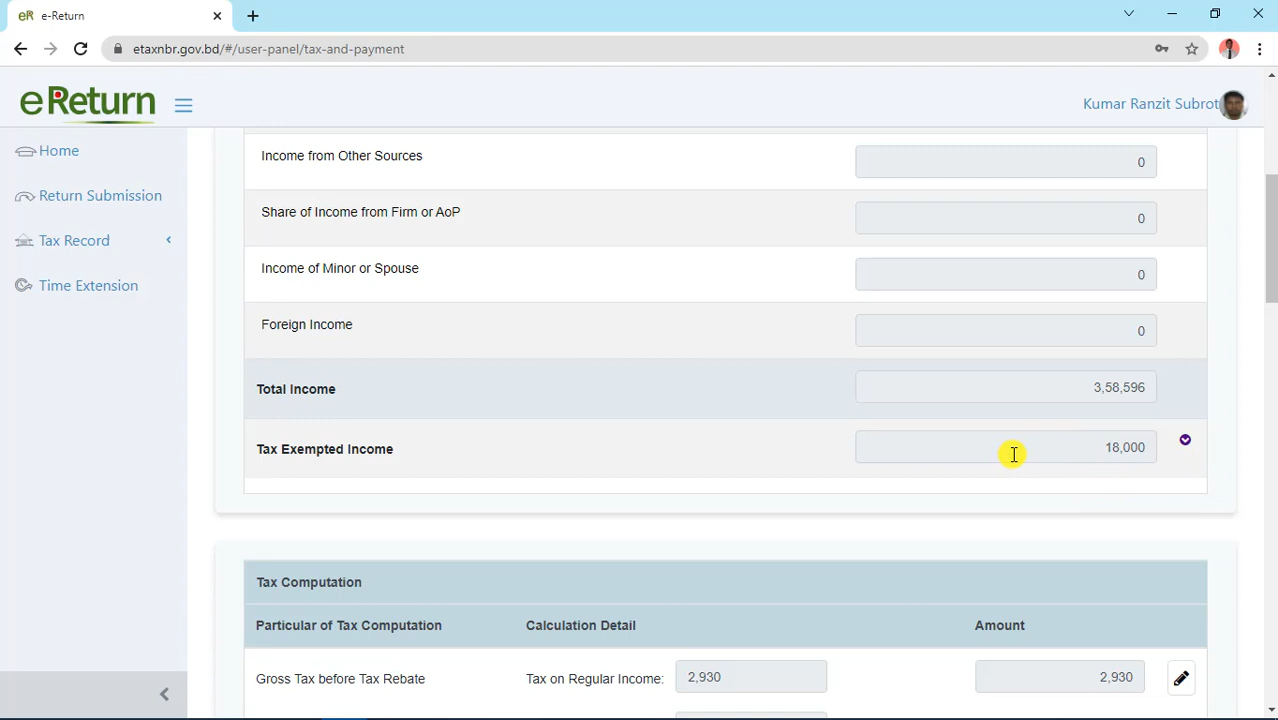 eR e-Return
etaxnbr.gov.bd/#/user-panel/tax-and-payment
eReturn
Kumar Ranzit Subrot
Home
Return Submission
Tax Record
Time Extension
Income from Other Sources 0
Share of Income from Firm or AoP 0
Income of Minor or Spouse 0
Foreign Income 0
Total Income 3,58,596
Tax Exempted Income 18,000
Tax Computation
Particular of Tax Computation Calculation Detail Amount
Gross Tax before Tax Rebate Tax on Regular Income: 2,930 2,930